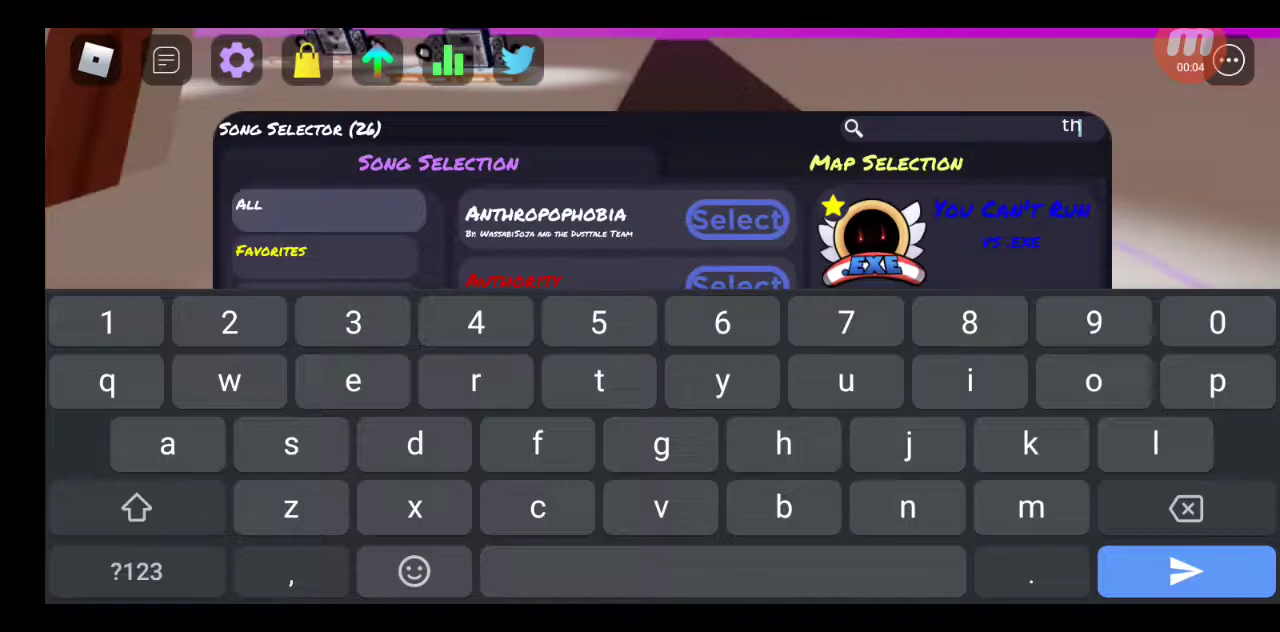 00:04
Song Selector (26)
th
Song Selection
Map Selection
All
Favorites
Anthropophobia
By: WassabiSoja and the Dusttale Team
Select
Authority
Select
You Can't Run
vs .exe
.EXE
1 2 3 4 5 6 7 8 9 0
q w e r t y u i o p
a s d f g h j k l
z x c v b n m
?123 , .